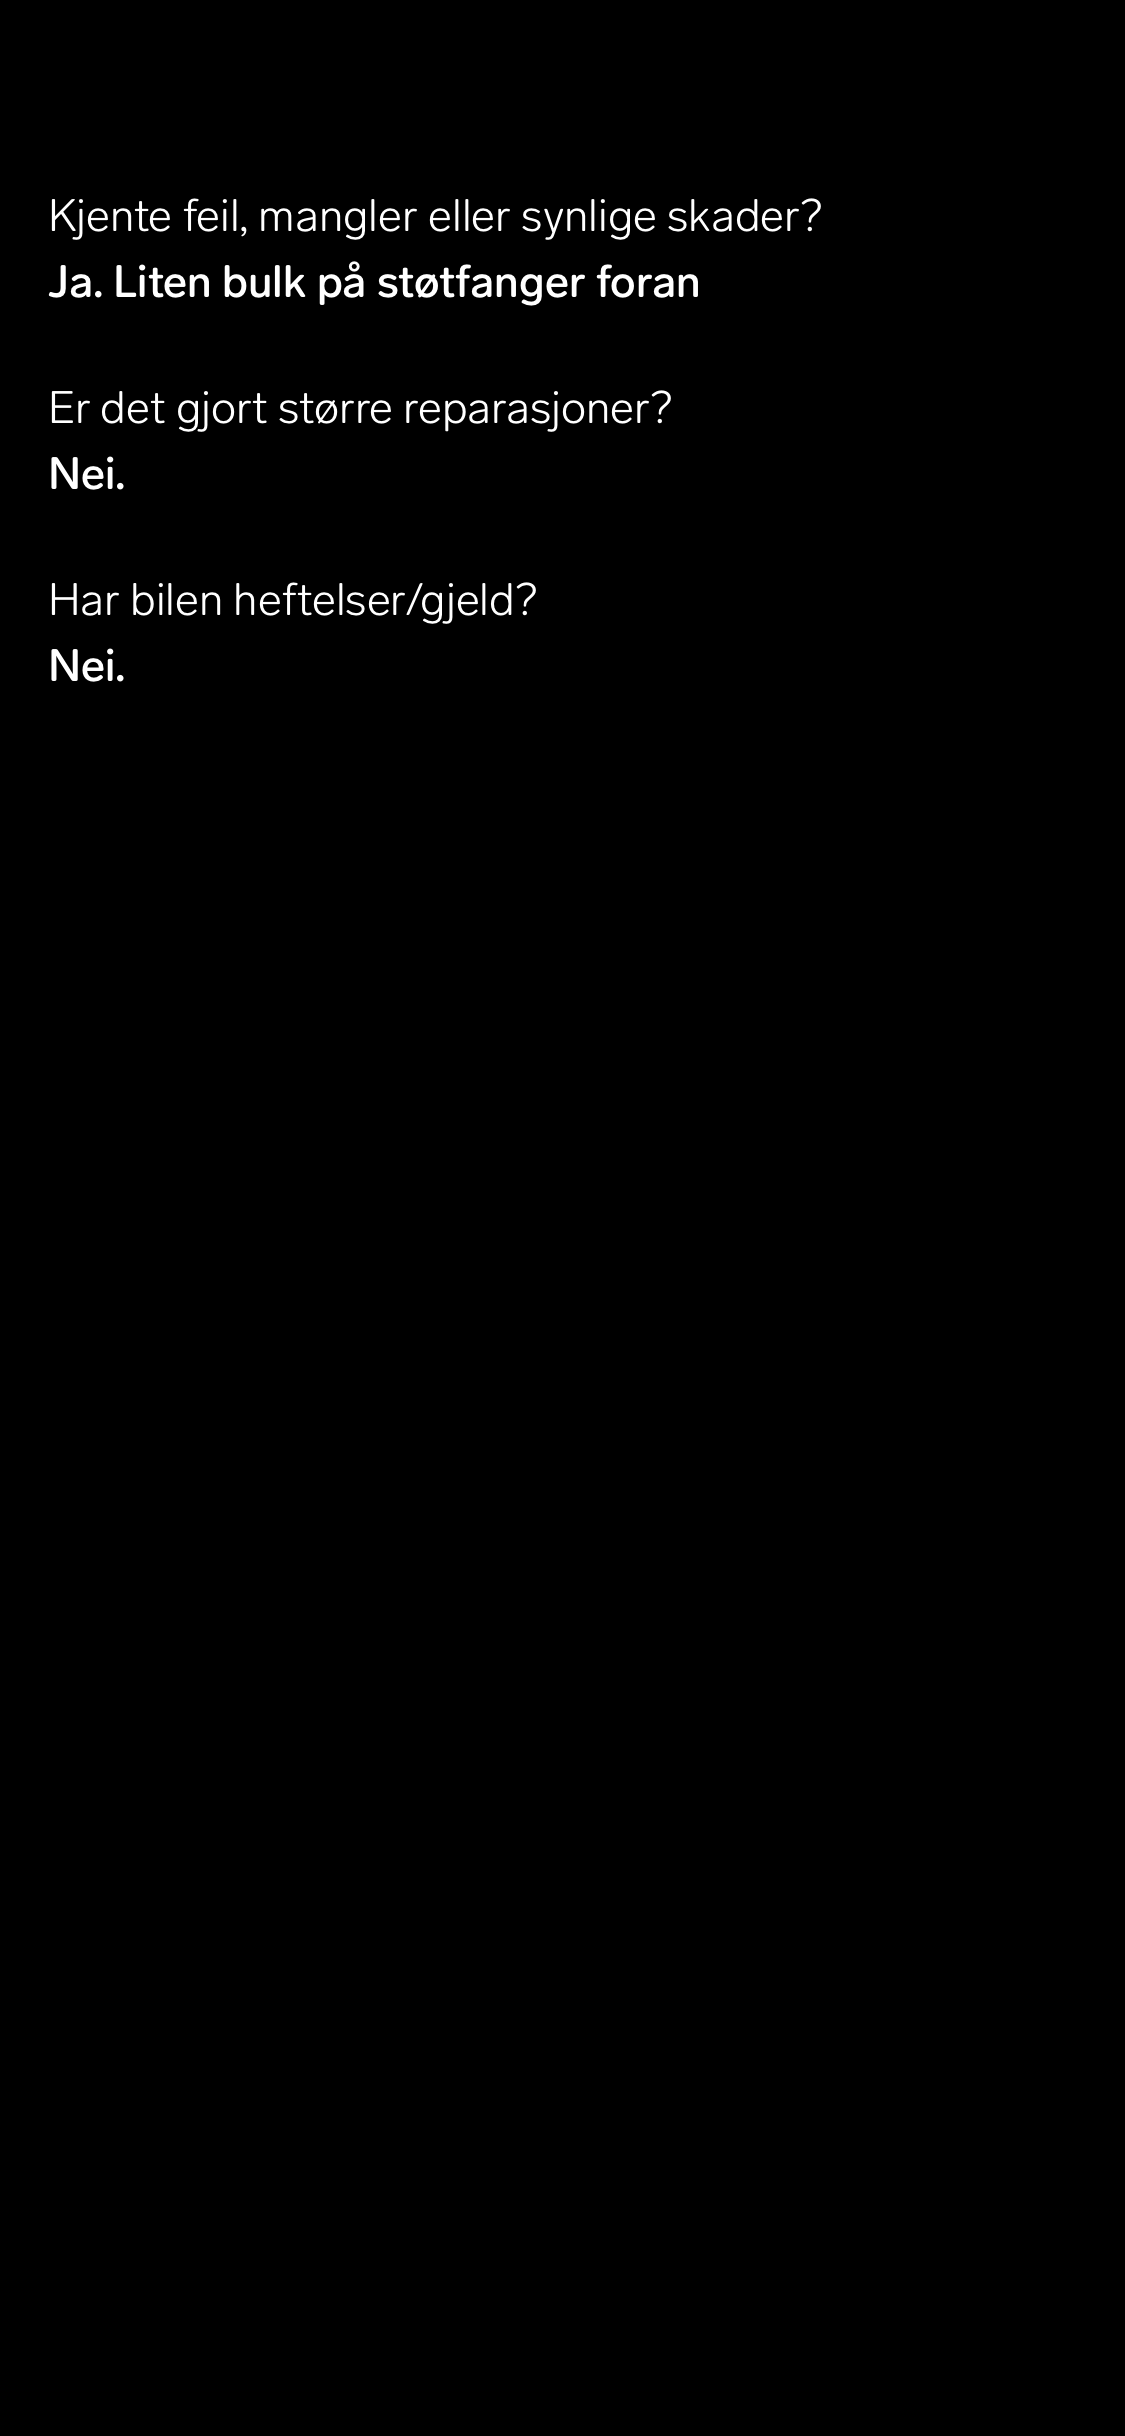 Kjente feil, mangler eller synlige skader?
Ja. Liten bulk på støtfanger foran
Er det gjort større reparasjoner?
Nei.
Har bilen heftelser/gjeld?
Nei.